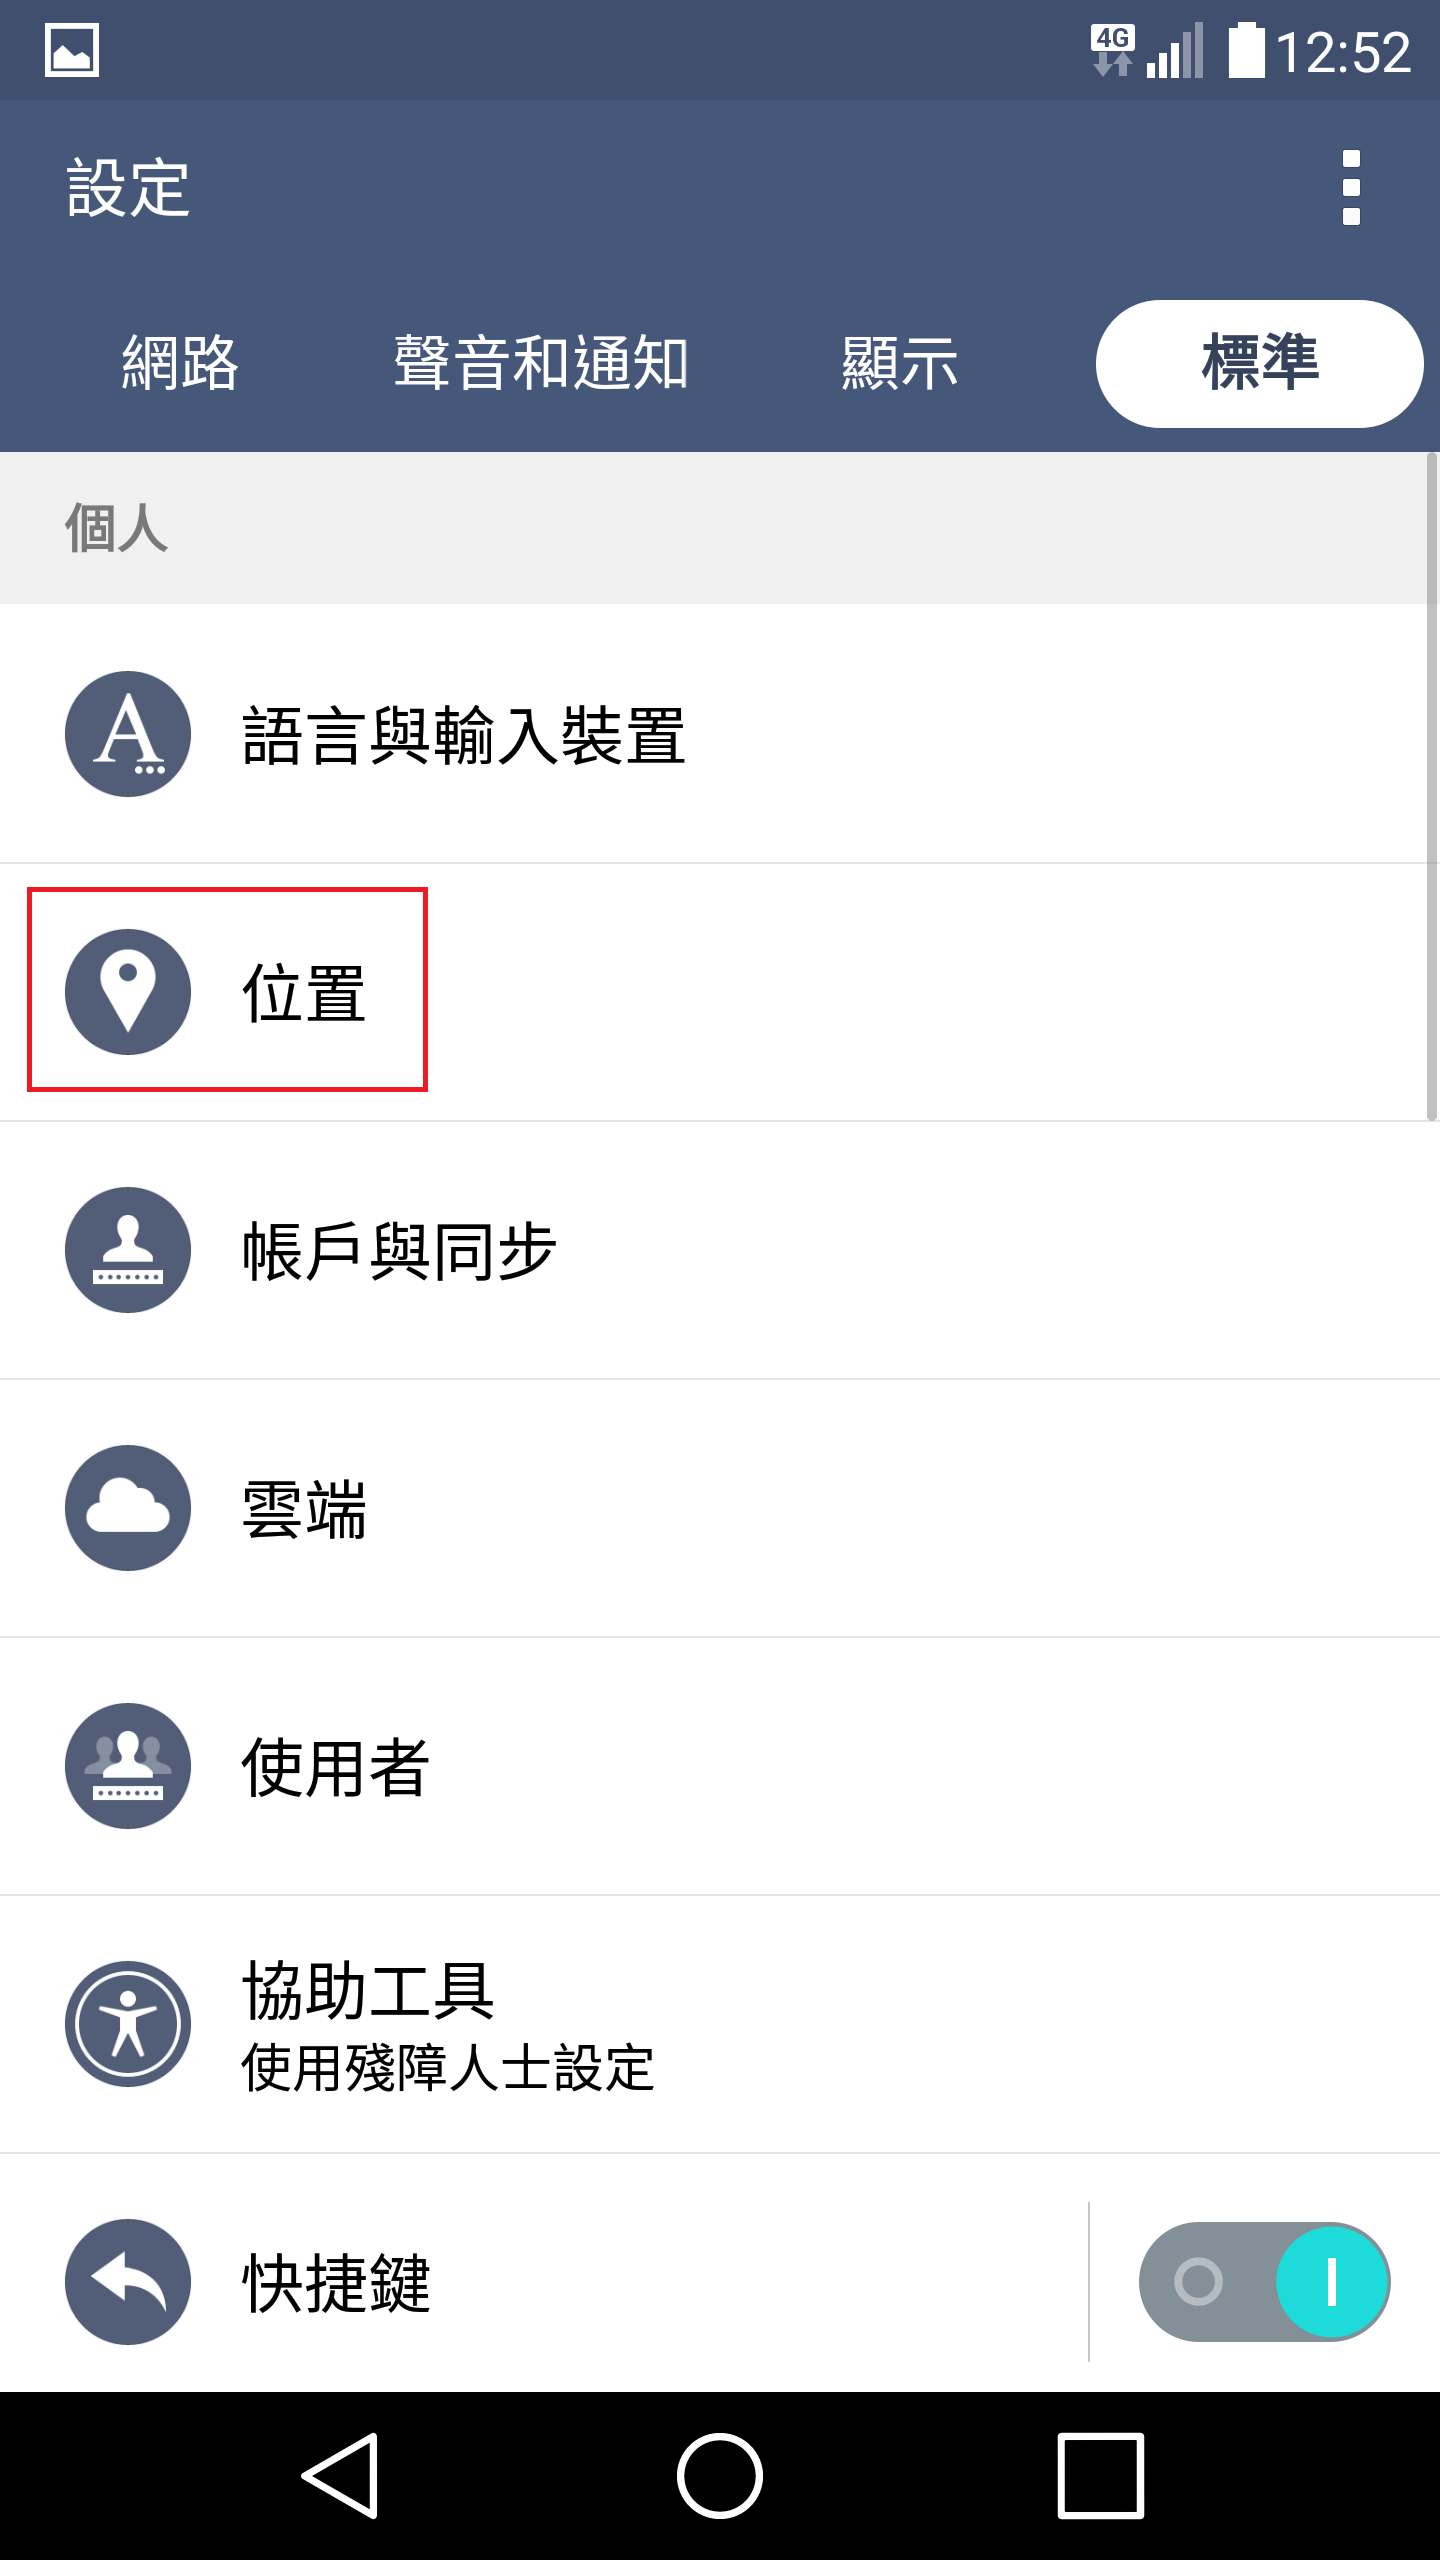 4G 12:52
設定
網路 聲音和通知 顯示 標準
個人
語言與輸入裝置
位置
帳戶與同步
雲端
使用者
協助工具
使用殘障人士設定
快捷鍵